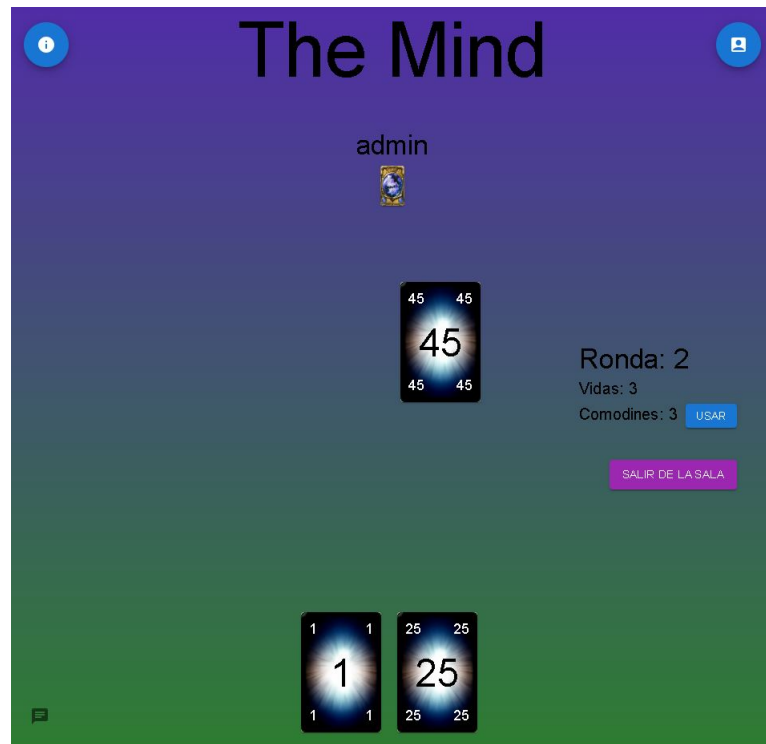 The Mind
admin
45 45
45
45 45
Ronda: 2
Vidas: 3
Comodines: 3 USAR
SALIR DE LA SALA
1 1
1
1 1
25 25
25
25 25